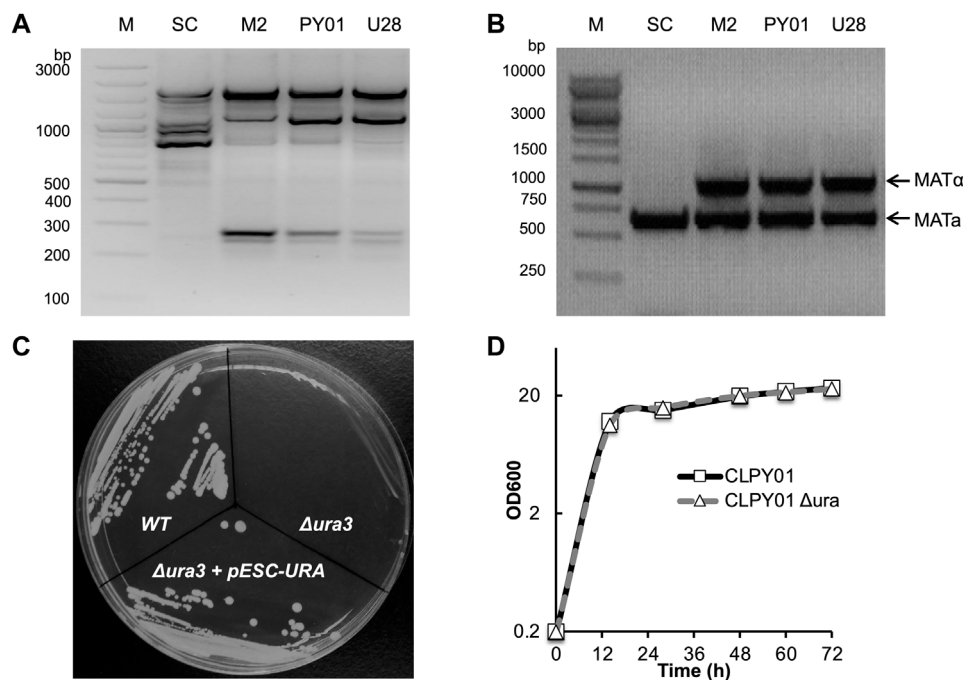 A M SC M2 PY01 U28
bp
3000
1000
500
400
300
200
100
B M SC M2 PY01 U28
bp
10000
3000
1500
1000
750
500
250
MATα
MATa
C
WT
Δura3
Δura3 + pESC-URA
D
OD600
20
2
0.2
CLPY01
CLPY01 Δura
0 12 24 36 48 60 72
Time (h)